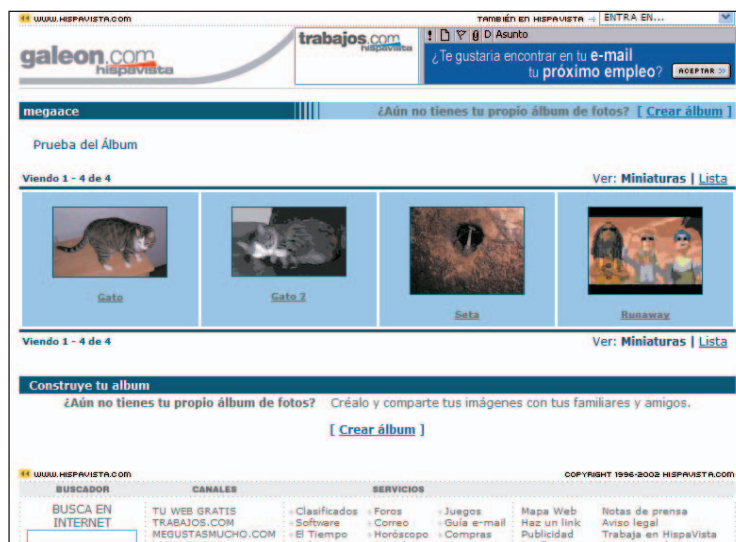 WWW.HISPAVISTA.COM TAMBIÉN EN HISPAVISTA ENTRA EN...
galeon.com
hispavista
trabajos.com
hispavista
! D Asunto
¿Te gustaria encontrar en tu e-mail
tu próximo empleo? ACEPTAR >>
megaace ¿Aún no tienes tu propio álbum de fotos? [ Crear álbum ]
Prueba del Álbum
Viendo 1 - 4 de 4 Ver: Miniaturas | Lista
Gato Gato 2 Seta Runaway
Viendo 1 - 4 de 4 Ver: Miniaturas | Lista
Construye tu album
¿Aún no tienes tu propio álbum de fotos? Créalo y comparte tus imágenes con tus familiares y amigos.
[ Crear álbum ]
WWW.HISPAVISTA.COM COPYRIGHT 1996-2002 HISPAVISTA.COM
BUSCADOR CANALES SERVICIOS
BUSCA EN INTERNET
TU WEB GRATIS Clasificados Foros Juegos Mapa Web Notas de prensa
TRABAJOS.COM Software Correo Guía e-mail Haz un link Aviso legal
MEGUSTASMUCHO.COM El Tiempo Horóscopo Compras Publicidad Trabaja en HispaVista